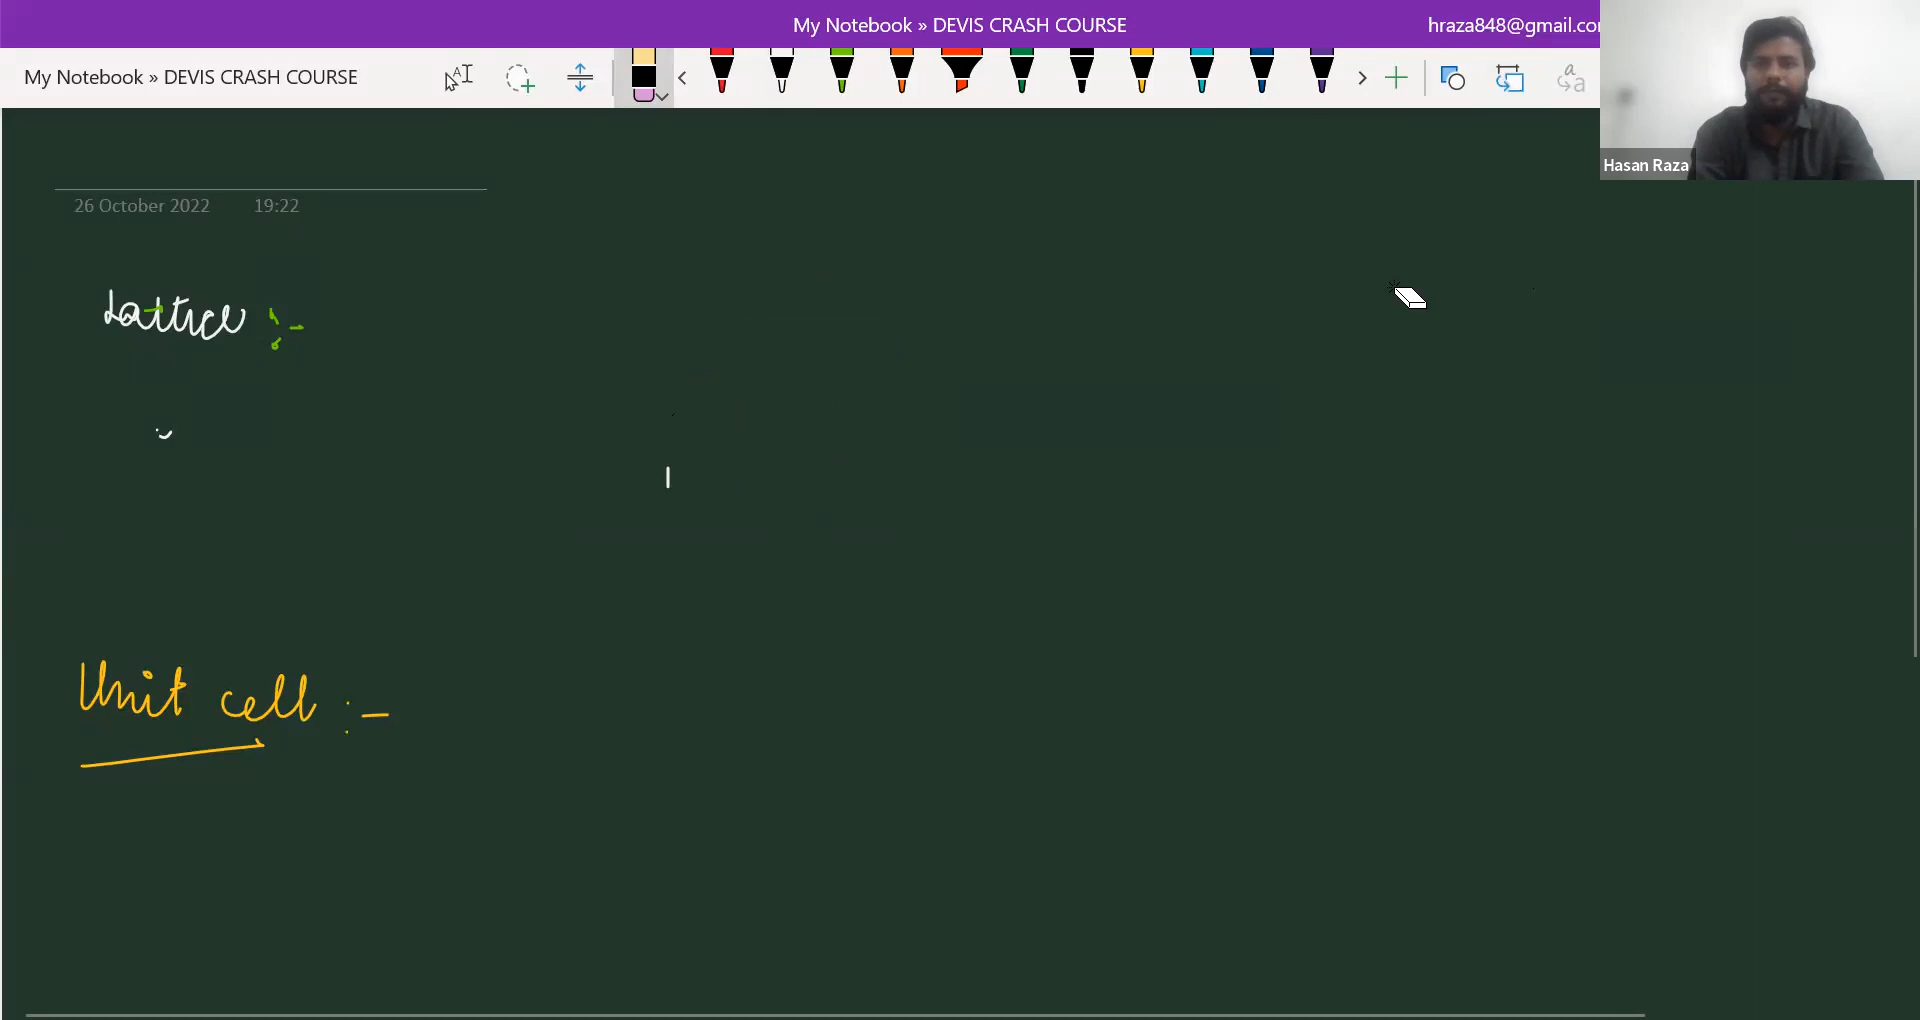 My Notebook » DEVIS CRASH COURSE
hraza848@gmail.co
My Notebook » DEVIS CRASH COURSE
Hasan Raza
26 October 2022 19:22
Lattice :-
Unit cell :-